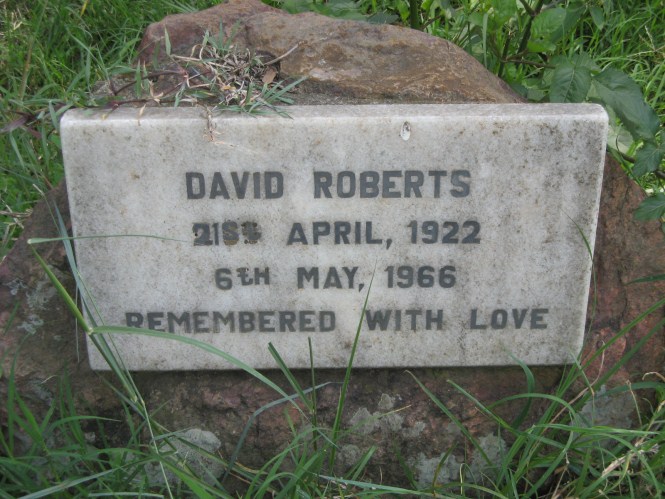 DAVID ROBERTS
21st APRIL, 1922
6th MAY, 1966
REMEMBERED WITH LOVE